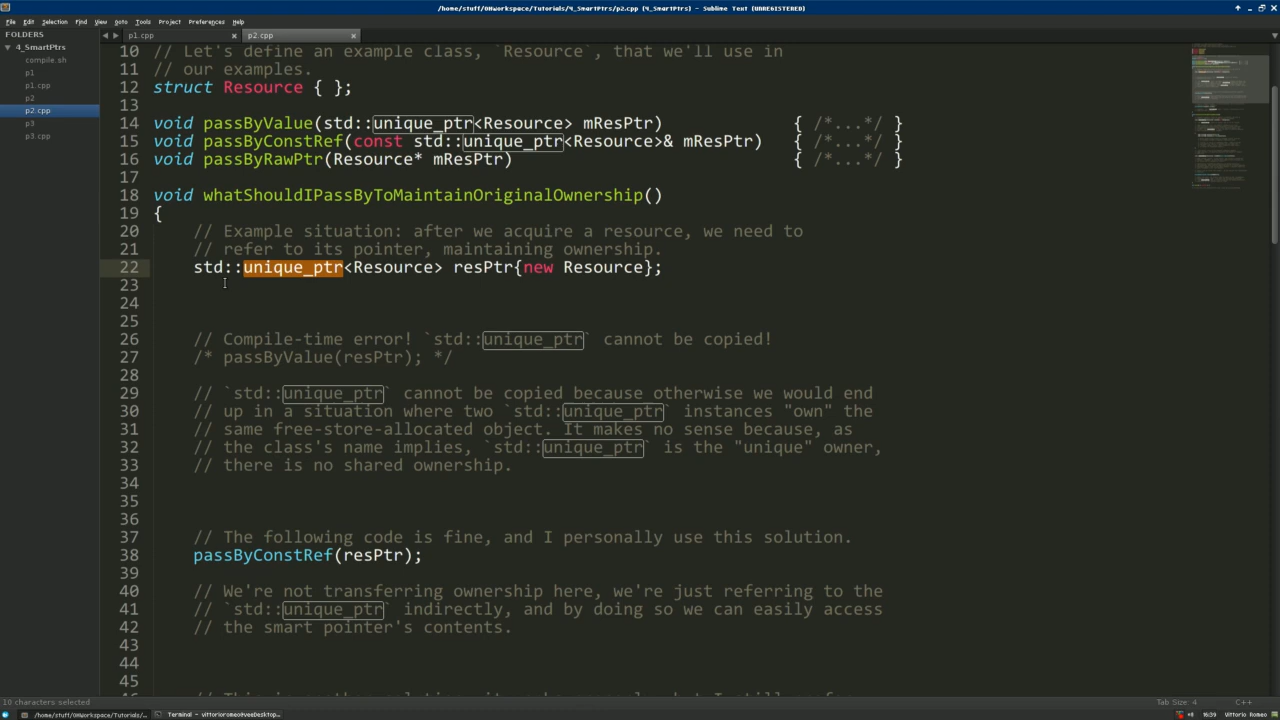 /home/stuff/OHWorkspace/Tutorials/4_SmartPtrs/p2.cpp (4_SmartPtrs) - Sublime Text (UNREGISTERED)
File Edit Selection Find View Goto Tools Project Preferences Help
FOLDERS
4_SmartPtrs
compile.sh
p1
p1.cpp
p2
p2.cpp
p3
p3.cpp
p1.cpp
p2.cpp
10 // Let's define an example class, `Resource`, that we'll use in
11 // our examples.
12 struct Resource { };
13
14 void passByValue(std::unique_ptr<Resource> mResPtr) { /*...*/ }
15 void passByConstRef(const std::unique_ptr<Resource>& mResPtr) { /*...*/ }
16 void passByRawPtr(Resource* mResPtr) { /*...*/ }
17
18 void whatShouldIPassByToMaintainOriginalOwnership()
19 {
20 // Example situation: after we acquire a resource, we need to
21 // refer to its pointer, maintaining ownership.
22 std::unique_ptr<Resource> resPtr{new Resource};
23
24
25
26 // Compile-time error! `std::unique_ptr` cannot be copied!
27 /* passByValue(resPtr); */
28
29 // `std::unique_ptr` cannot be copied because otherwise we would end
30 // up in a situation where two `std::unique_ptr` instances "own" the
31 // same free-store-allocated object. It makes no sense because, as
32 // the class's name implies, `std::unique_ptr` is the "unique" owner,
33 // there is no shared ownership.
34
35
36
37 // The following code is fine, and I personally use this solution.
38 passByConstRef(resPtr);
39
40 // We're not transferring ownership here, we're just referring to the
41 // `std::unique_ptr` indirectly, and by doing so we can easily access
42 // the smart pointer's contents.
43
44
45
10 characters selected
Tab Size: 4
C++
/home/stuff/OHWorkspace/Tutorials/...
Terminal - vittorioromeo@veeDesktop...
16:39
Vittorio Romeo